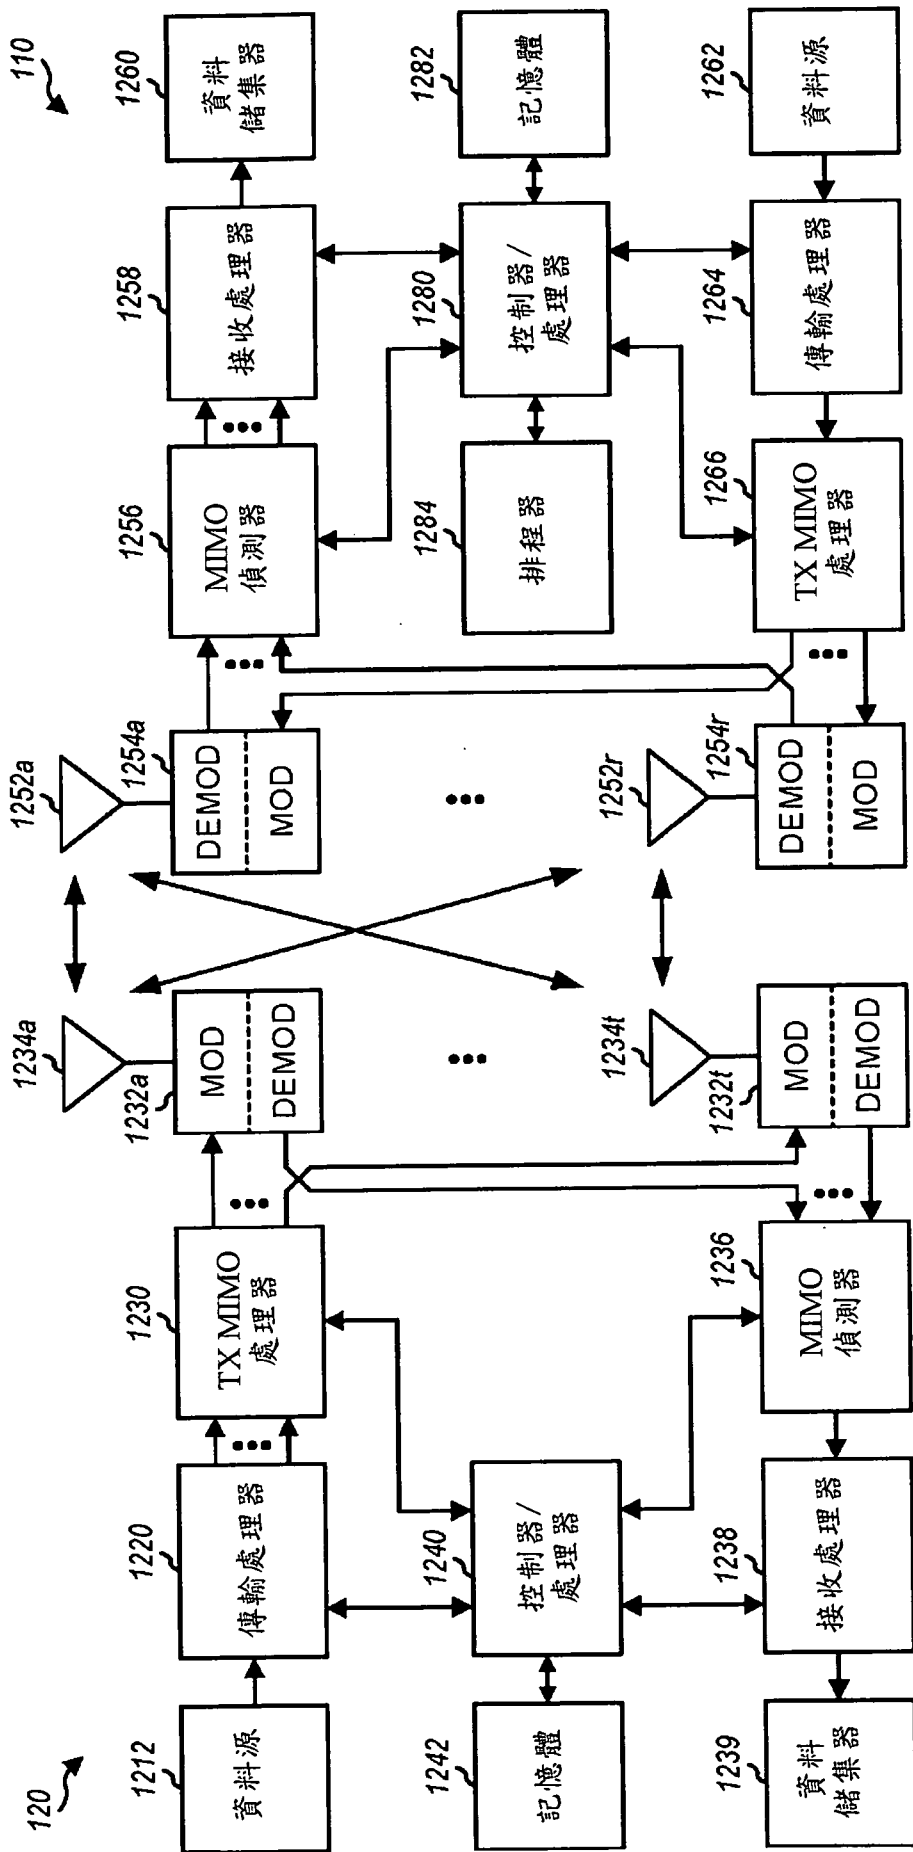 120
110
1212
資料源
1220
傳輸處理器
1230
TX MIMO
處理器
1234a
1232a
MOD
DEMOD
1252a
1254a
DEMOD
MOD
1256
MIMO
偵測器
1258
接收處理器
1260
資料
儲集器
1242
記憶體
1240
控制器/
處理器
1284
排程器
1280
控制器/
處理器
1282
記憶體
1239
資料
儲集器
1238
接收處理器
1236
MIMO
偵測器
1234t
1232t
MOD
DEMOD
1252r
1254r
DEMOD
MOD
1266
TX MIMO
處理器
1264
傳輸處理器
1262
資料源